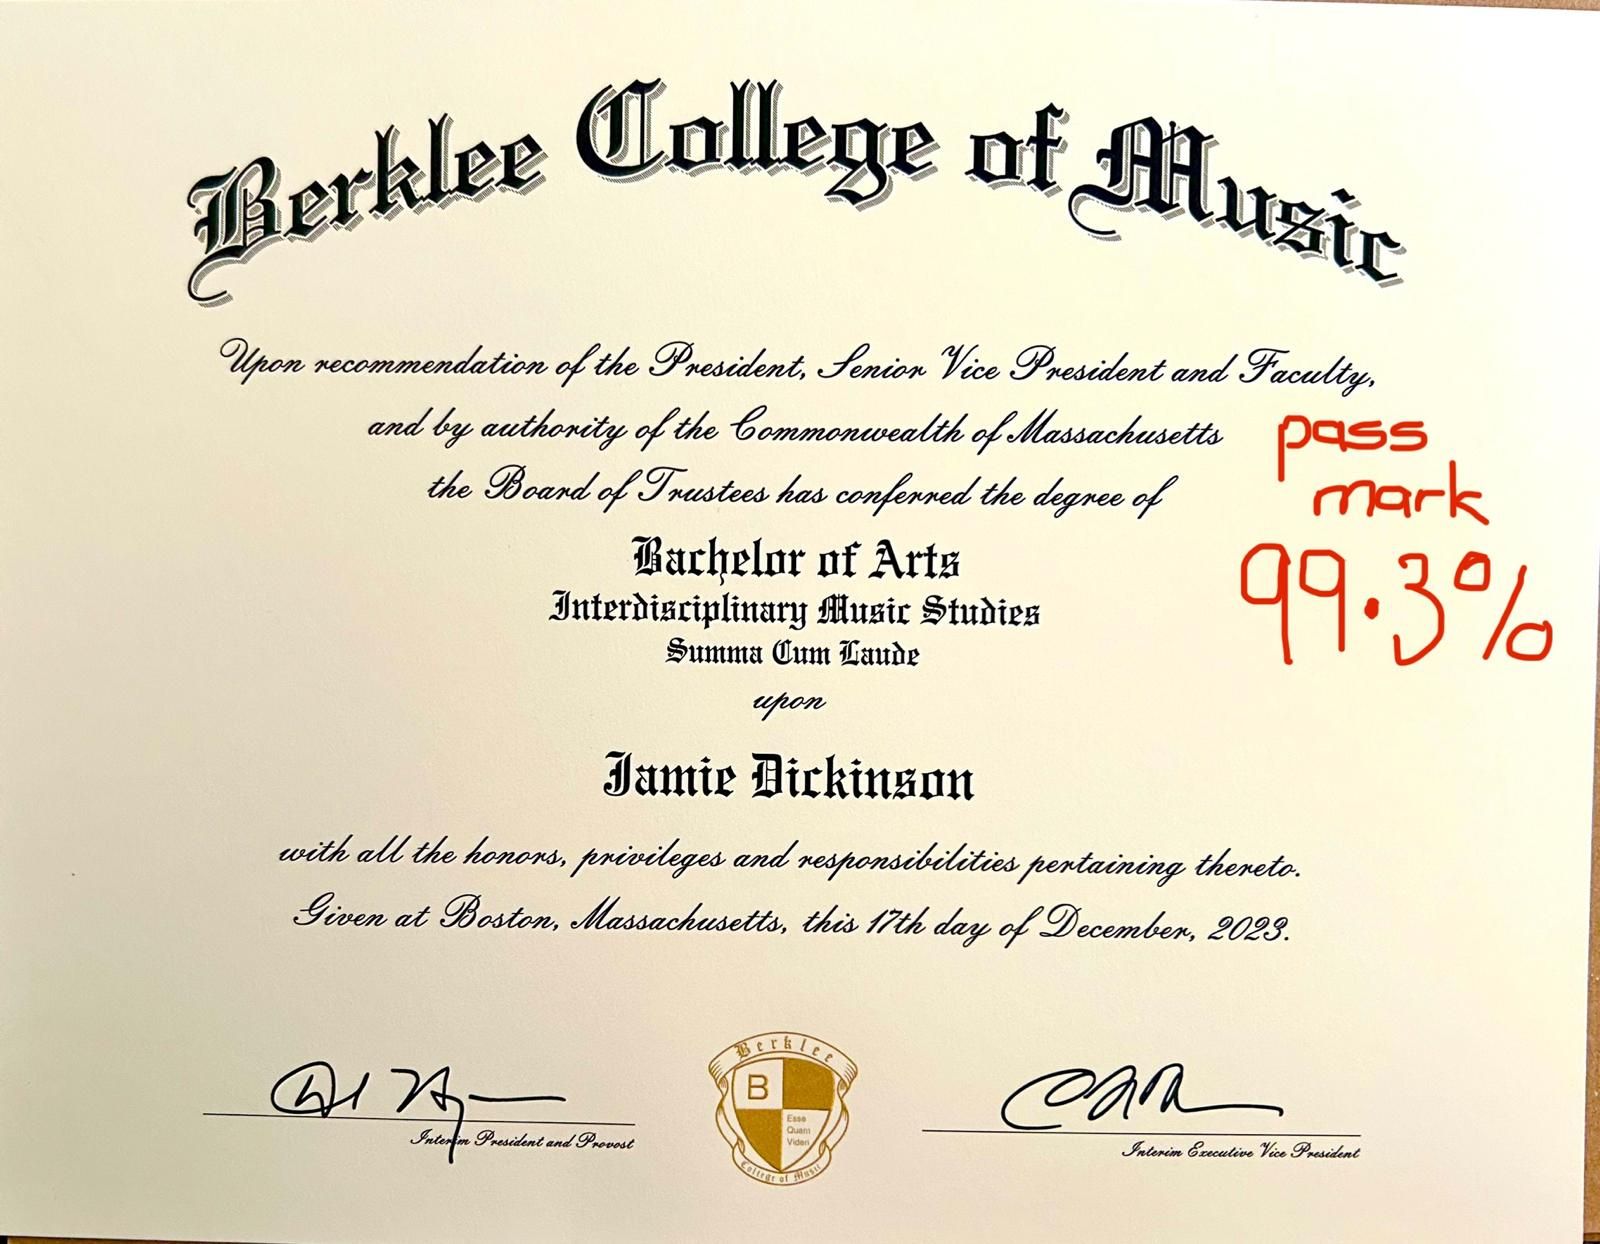 Berklee College of Music
Upon recommendation of the President, Senior Vice President and Faculty,
and by authority of the Commonwealth of Massachusetts
the Board of Trustees has conferred the degree of
pass
mark
99.3%
Bachelor of Arts
Interdisciplinary Music Studies
Summa Cum Laude
upon
Jamie Dickinson
with all the honors, privileges and responsibilities pertaining thereto.
Given at Boston, Massachusetts, this 17th day of December, 2023.
Interim President and Provost
Berklee
B
Esse
Quam
Videri
College of Music
Interim Executive Vice President